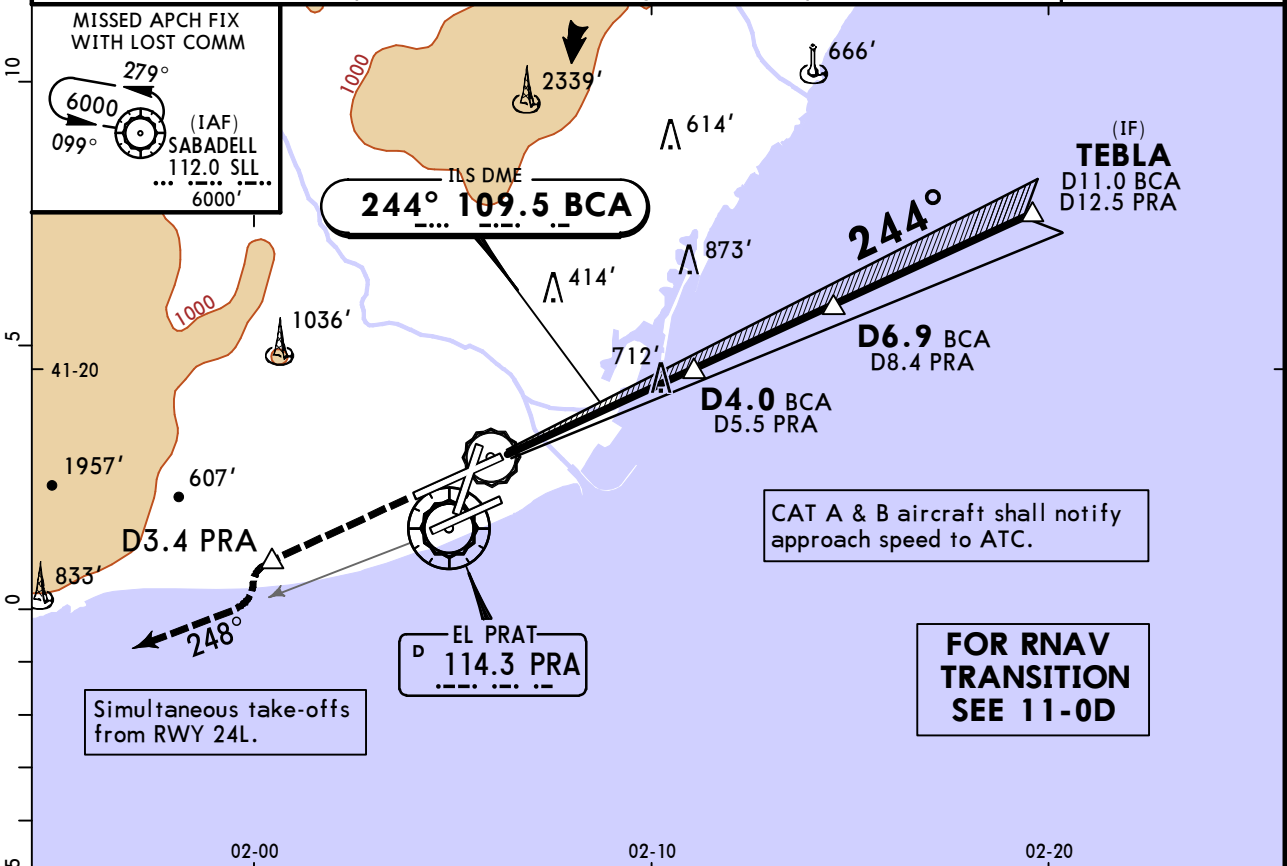 MISSED APCH FIX
WITH LOST COMM
279°
6000
099°
(IAF)
SABADELL
112.0 SLL
6000'
1000
2339'
666'
614'
ILS DME
244° 109.5 BCA
(IF)
TEBLA
D11.0 BCA
D12.5 PRA
244°
873'
414'
1000
1036'
712'
D6.9 BCA
D8.4 PRA
D4.0 BCA
D5.5 PRA
10
5
41-20
1957'
607'
D3.4 PRA
833'
0
248°
CAT A & B aircraft shall notify
approach speed to ATC.
EL PRAT
D 114.3 PRA
FOR RNAV
TRANSITION
SEE 11-0D
Simultaneous take-offs
from RWY 24L.
5
02-00
02-10
02-20